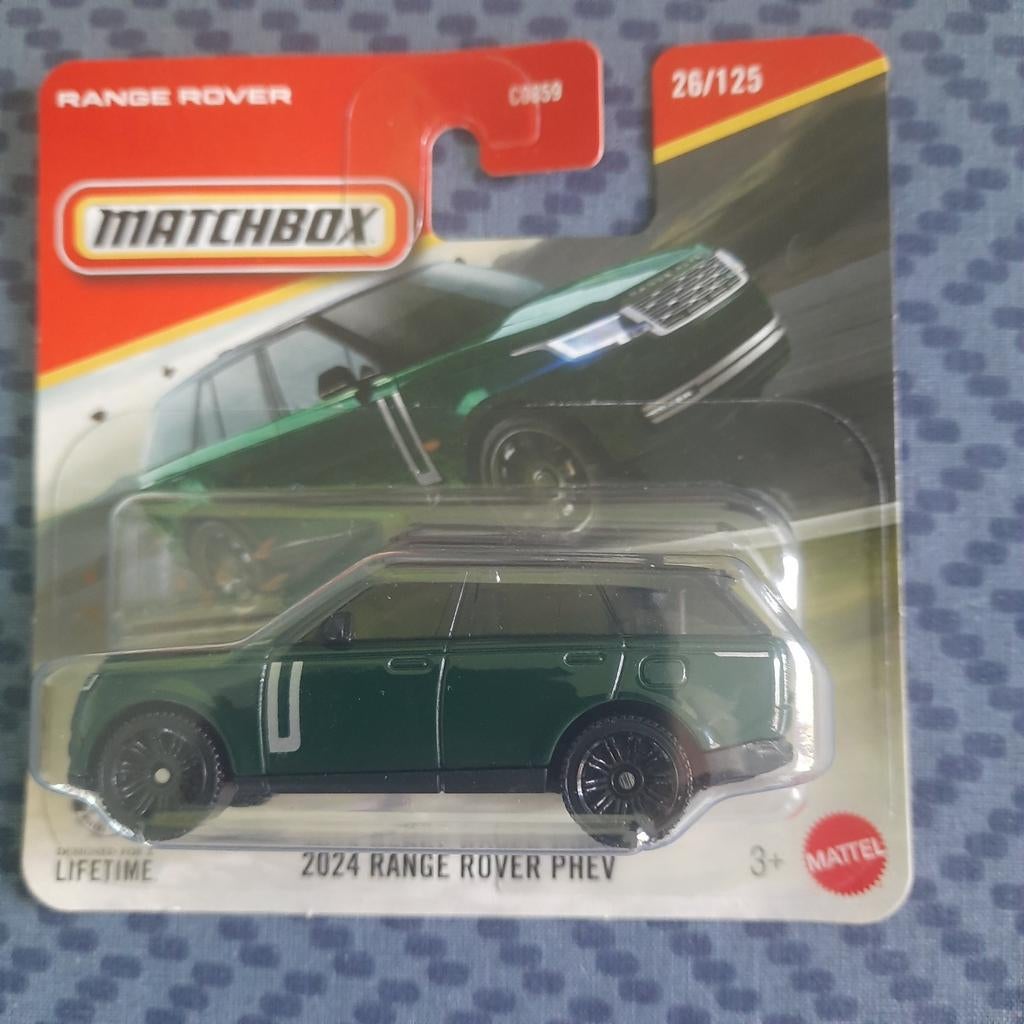 RANGE ROVER
C0859
26/125
MATCHBOX
LIFETIME
2024 RANGE ROVER PHEV
3+
MATTEL